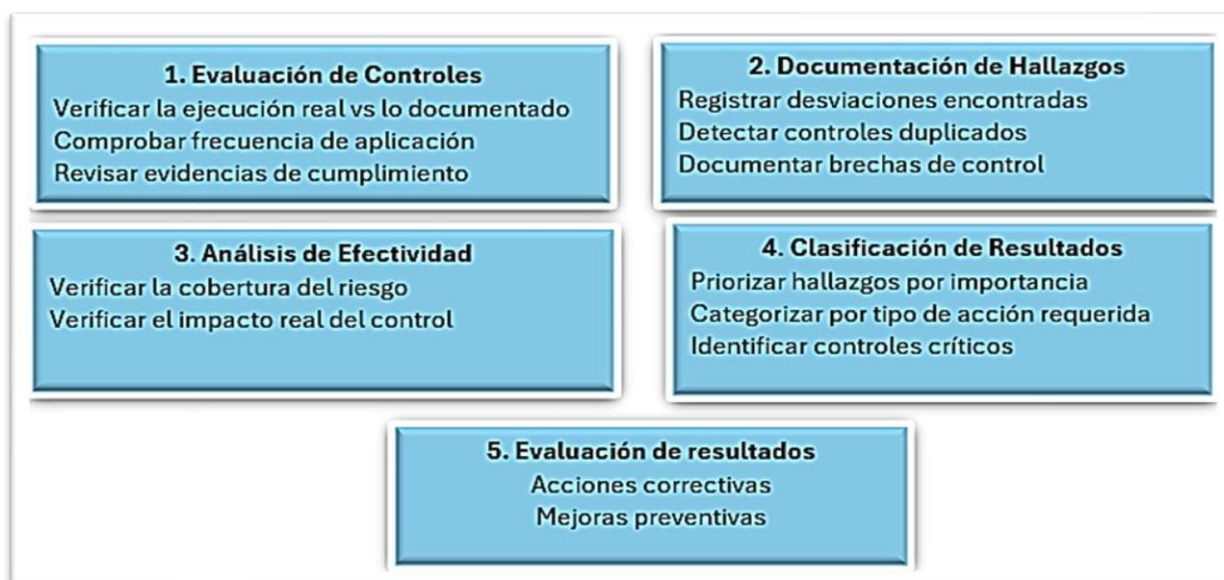 1. Evaluación de Controles
Verificar la ejecución real vs lo documentado
Comprobar frecuencia de aplicación
Revisar evidencias de cumplimiento
2. Documentación de Hallazgos
Registrar desviaciones encontradas
Detectar controles duplicados
Documentar brechas de control
3. Análisis de Efectividad
Verificar la cobertura del riesgo
Verificar el impacto real del control
4. Clasificación de Resultados
Priorizar hallazgos por importancia
Categorizar por tipo de acción requerida
Identificar controles críticos
5. Evaluación de resultados
Acciones correctivas
Mejoras preventivas